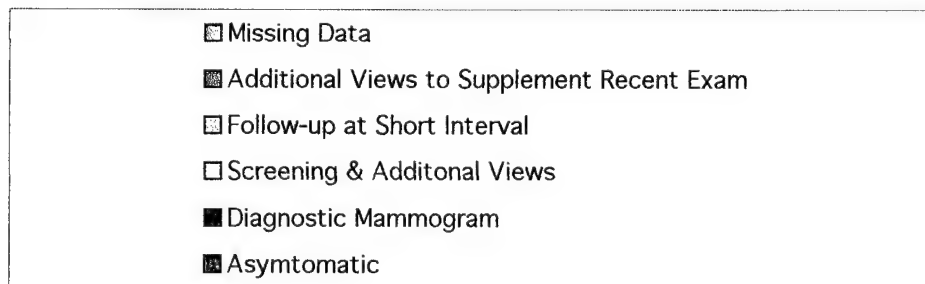 Missing Data
Additional Views to Supplement Recent Exam
Follow-up at Short Interval
Screening & Additonal Views
Diagnostic Mammogram
Asymtomatic